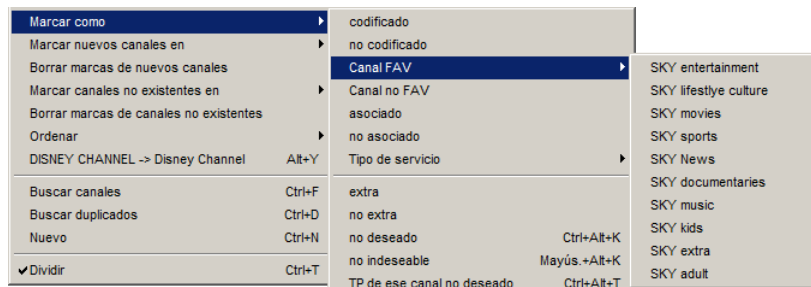 Marcar como
Marcar nuevos canales en
Borrar marcas de nuevos canales
Marcar canales no existentes en
Borrar marcas de canales no existentes
Ordenar
DISNEY CHANNEL -> Disney Channel Alt+Y
Buscar canales Ctrl+F
Buscar duplicados Ctrl+D
Nuevo Ctrl+N
Dividir Ctrl+T
codificado
no codificado
Canal FAV
Canal no FAV
asociado
no asociado
Tipo de servicio
extra
no extra
no deseado Ctrl+Alt+K
no indeseable Mayús.+Alt+K
TP de ese canal no deseado Ctrl+Alt+T
SKY entertainment
SKY lifestlye culture
SKY movies
SKY sports
SKY News
SKY documentaries
SKY music
SKY kids
SKY extra
SKY adult